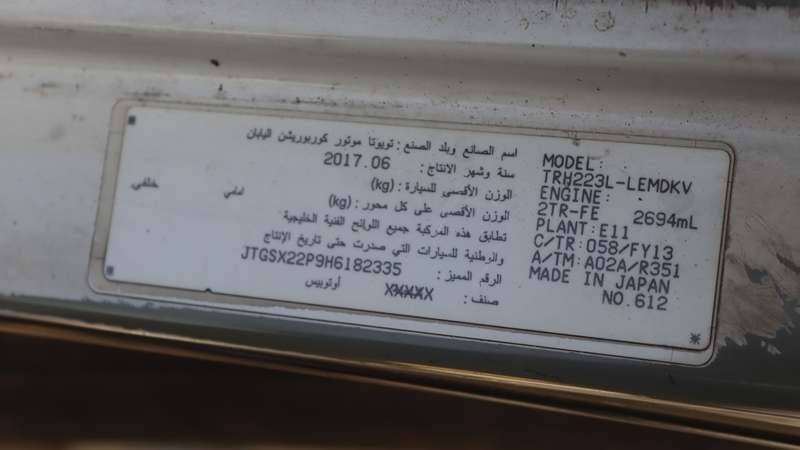 اسم الصانع وبلد الصنع : تويوتا موتور كوربوريشن اليابان
سنة وشهر الانتاج : 2017.06
الوزن الأقصى للسيارة : (kg)
الوزن الأقصى على كل محور : (kg) امامي خلفي
تطابق هذه المركبة جميع اللوائح الفنية الخليجية
والوطنية للسيارات التي صدرت حتى تاريخ الإنتاج
الرقم المميز : JTGSX22P9H6182335
صنف : XXXXX أوتوبيس
MODEL:
TRH223L-LEMDKV
ENGINE:
2TR-FE 2694mL
PLANT:E11
C/TR:058/FY13
A/TM:A02A/R351
MADE IN JAPAN
NO.612